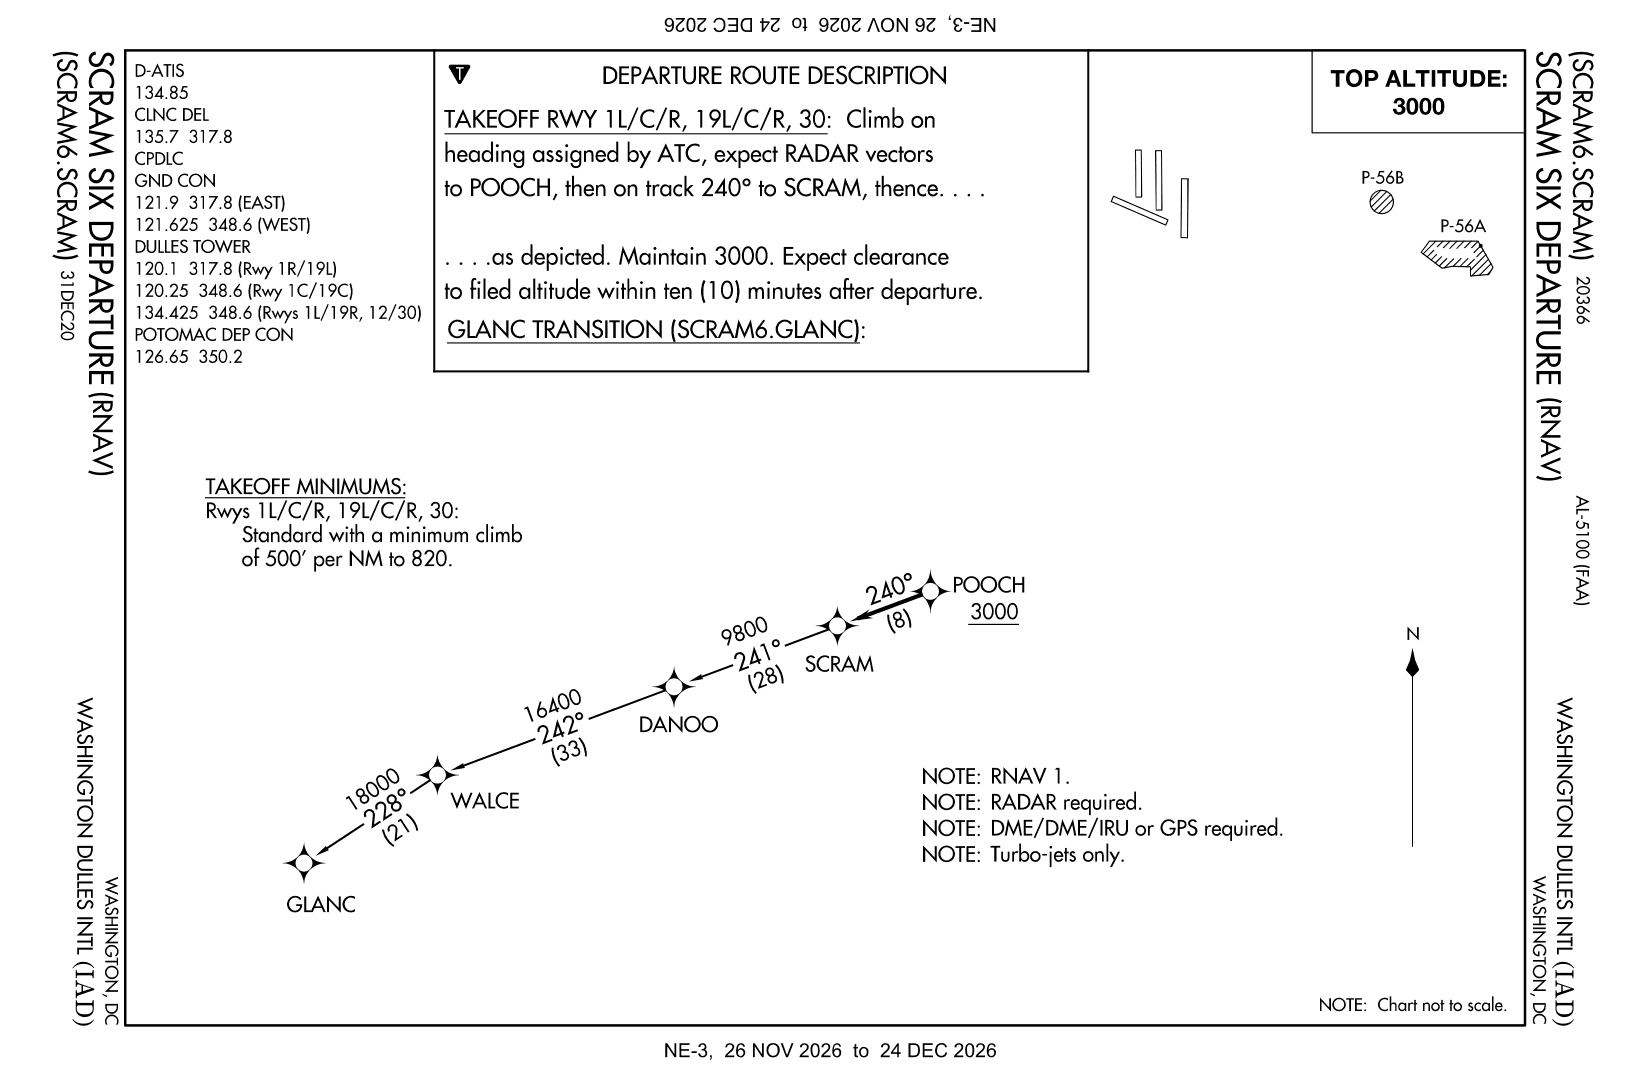 NE-3, 26 NOV 2026 to 24 DEC 2026
(SCRAM6.SCRAM) 31DEC20
SCRAM SIX DEPARTURE (RNAV)
WASHINGTON DULLES INTL (IAD)
WASHINGTON, DC
D-ATIS
134.85
CLNC DEL
135.7 317.8
CPDLC
GND CON
121.9 317.8 (EAST)
121.625 348.6 (WEST)
DULLES TOWER
120.1 317.8 (Rwy 1R/19L)
120.25 348.6 (Rwy 1C/19C)
134.425 348.6 (Rwys 1L/19R, 12/30)
POTOMAC DEP CON
126.65 350.2
T
DEPARTURE ROUTE DESCRIPTION
TAKEOFF RWY 1L/C/R, 19L/C/R, 30: Climb on
heading assigned by ATC, expect RADAR vectors
to POOCH, then on track 240° to SCRAM, thence. . . .
. . . .as depicted. Maintain 3000. Expect clearance
to filed altitude within ten (10) minutes after departure.
GLANC TRANSITION (SCRAM6.GLANC):
TOP ALTITUDE:
3000
P-56B
P-56A
TAKEOFF MINIMUMS:
Rwys 1L/C/R, 19L/C/R, 30:
Standard with a minimum climb
of 500' per NM to 820.
POOCH
3000
240°
(8)
SCRAM
9800
241°
(28)
DANOO
16400
242°
(33)
WALCE
18000
228°
(21)
GLANC
N
NOTE: RNAV 1.
NOTE: RADAR required.
NOTE: DME/DME/IRU or GPS required.
NOTE: Turbo-jets only.
NOTE: Chart not to scale.
(SCRAM6.SCRAM) 20366
SCRAM SIX DEPARTURE (RNAV)
AL-5100 (FAA)
WASHINGTON DULLES INTL (IAD)
WASHINGTON, DC
NE-3, 26 NOV 2026 to 24 DEC 2026